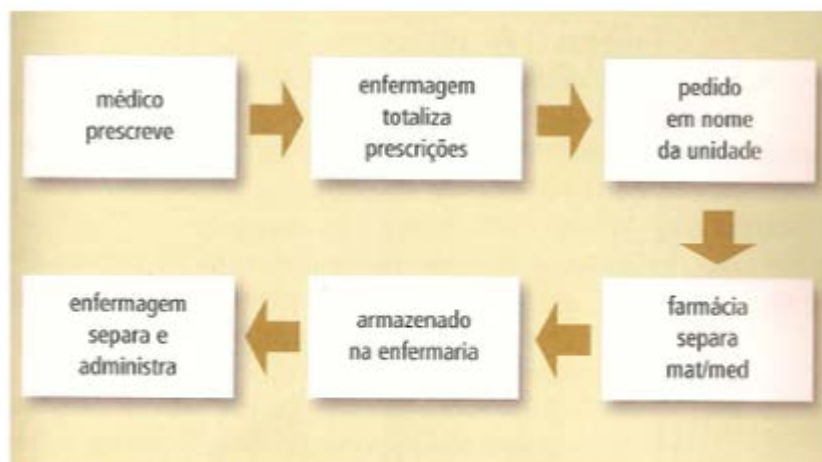 médico
prescreve
enfermagem
totaliza
prescrições
pedido
em nome
da unidade
farmácia
separa
mat/med
armazenado
na enfermaria
enfermagem
separa e
administra